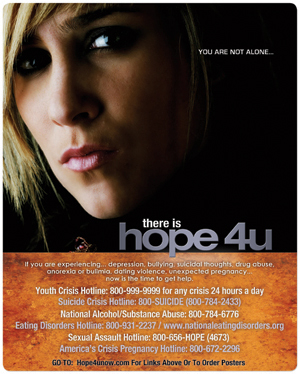 YOU ARE NOT ALONE...
there is
hope 4u
If you are experiencing... depression, bullying, suicidal thoughts, drug abuse,
anorexia or bulimia, dating violence, unexpected pregnancy...
now is the time to get help.
Youth Crisis Hotline: 800-999-9999 for any crisis 24 hours a day
Suicide Crisis Hotline: 800-SUICIDE (800-784-2433)
National Alcohol/Substance Abuse: 800-784-6776
Eating Disorders Hotline: 800-931-2237 / www.nationaleatingdisorders.org
Sexual Assault Hotline: 800-656-HOPE (4673)
America's Crisis Pregnancy Hotline: 800-672-2296
GO TO: Hope4unow.com For Links Above Or To Order Posters